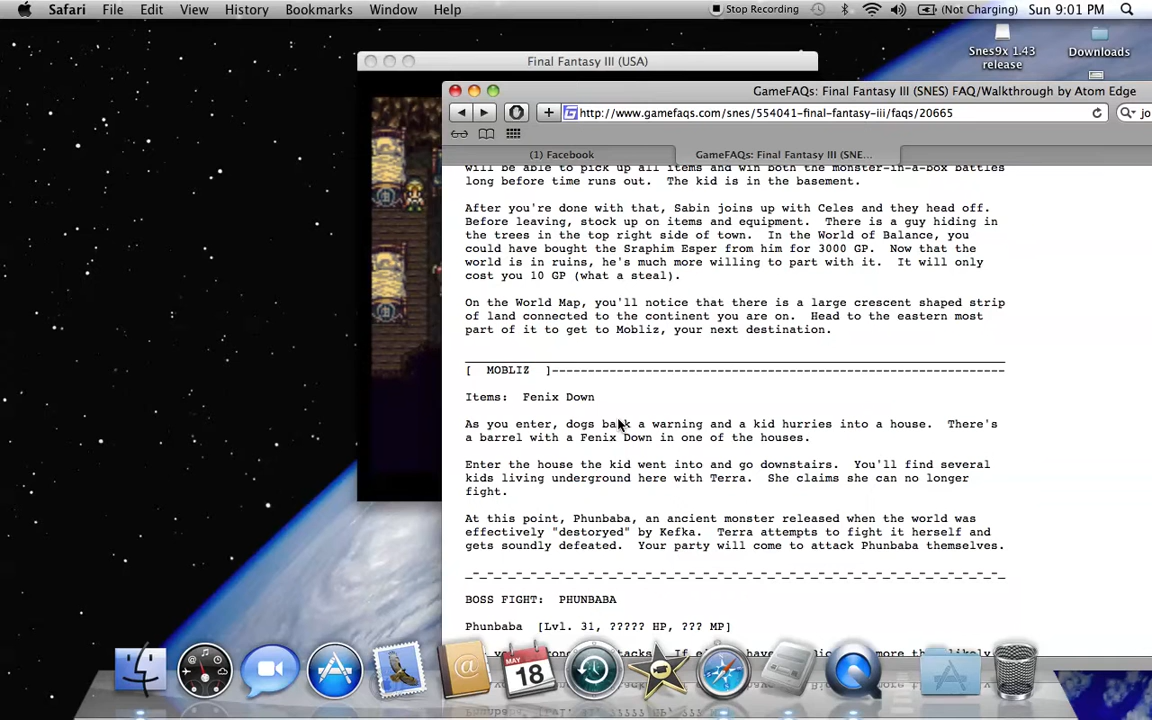 Safari File Edit View History Bookmarks Window Help Stop Recording (Not Charging) Sun 9:01 PM
Snes9x 1.43
release
Downloads
Final Fantasy III (USA)
GameFAQs: Final Fantasy III (SNES) FAQ/Walkthrough by Atom Edge
http://www.gamefaqs.com/snes/554041-final-fantasy-iii/faqs/20665
jo
(1) Facebook
GameFAQs: Final Fantasy III (SNE...
will be able to pick up all items and win both the monster-in-a-box battles
long before time runs out. The kid is in the basement.
After you're done with that, Sabin joins up with Celes and they head off.
Before leaving, stock up on items and equipment. There is a guy hiding in
the trees in the top right side of town. In the World of Balance, you
could have bought the Sraphim Esper from him for 3000 GP. Now that the
world is in ruins, he's much more willing to part with it. It will only
cost you 10 GP (what a steal).
On the World Map, you'll notice that there is a large crescent shaped strip
of land connected to the continent you are on. Head to the eastern most
part of it to get to Mobliz, your next destination.
[ MOBLIZ ]---------------------------------------------------------------
Items: Fenix Down
As you enter, dogs bark a warning and a kid hurries into a house. There's
a barrel with a Fenix Down in one of the houses.
Enter the house the kid went into and go downstairs. You'll find several
kids living underground here with Terra. She claims she can no longer
fight.
At this point, Phunbaba, an ancient monster released when the world was
effectively "destoryed" by Kefka. Terra attempts to fight it herself and
gets soundly defeated. Your party will come to attack Phunbaba themselves.
BOSS FIGHT: PHUNBABA
Phunbaba [Lvl. 31, ????? HP, ??? MP]
MAY
18